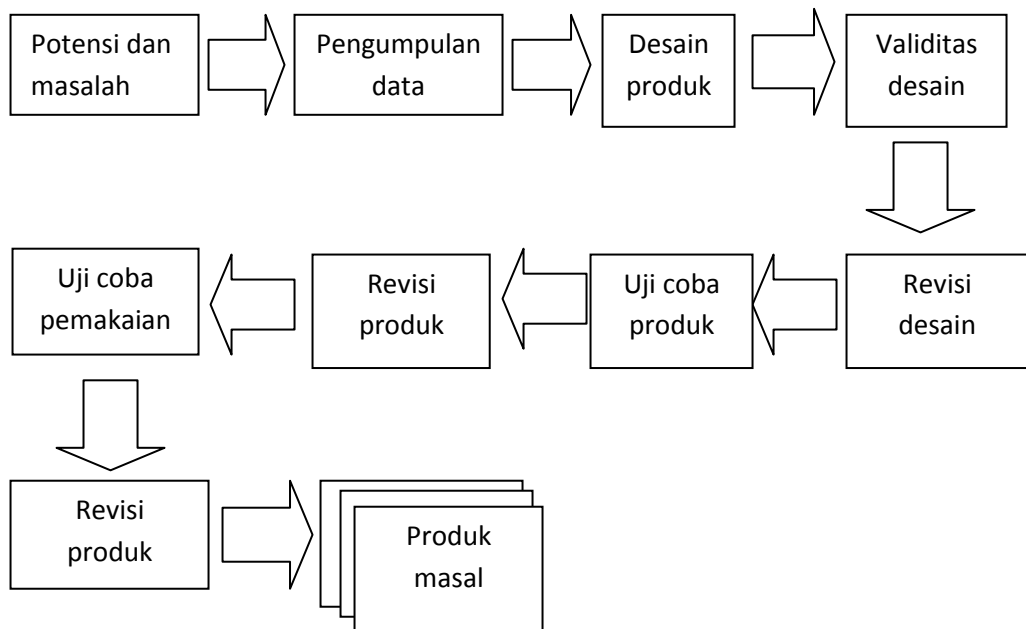 Potensi dan
masalah
Pengumpulan
data
Desain
produk
Validitas
desain
Uji coba
pemakaian
Revisi
produk
Uji coba
produk
Revisi
desain
Revisi
produk
Produk
masal